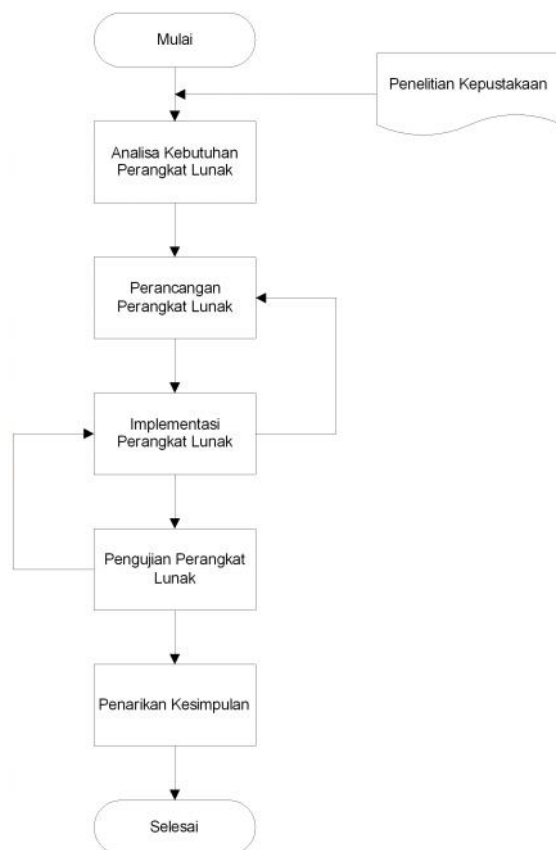 Mulai
Penelitian Kepustakaan
Analisa Kebutuhan
Perangkat Lunak
Perancangan
Perangkat Lunak
Implementasi
Perangkat Lunak
Pengujian Perangkat
Lunak
Penarikan Kesimpulan
Selesai